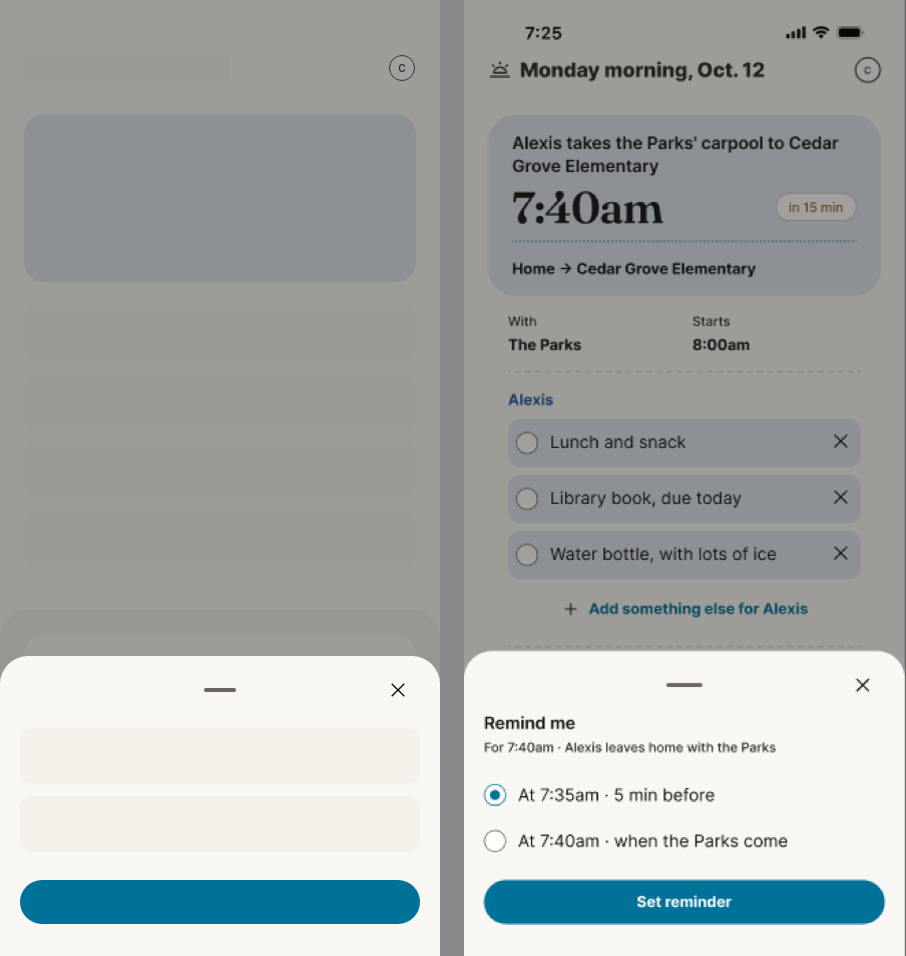 C
7:25
Monday morning, Oct. 12
C
Alexis takes the Parks' carpool to Cedar
Grove Elementary
7:40am
in 15 min
Home → Cedar Grove Elementary
With
Starts
The Parks
8:00am
Alexis
Lunch and snack
Library book, due today
Water bottle, with lots of ice
+ Add something else for Alexis
Remind me
For 7:40am · Alexis leaves home with the Parks
At 7:35am · 5 min before
At 7:40am · when the Parks come
Set reminder